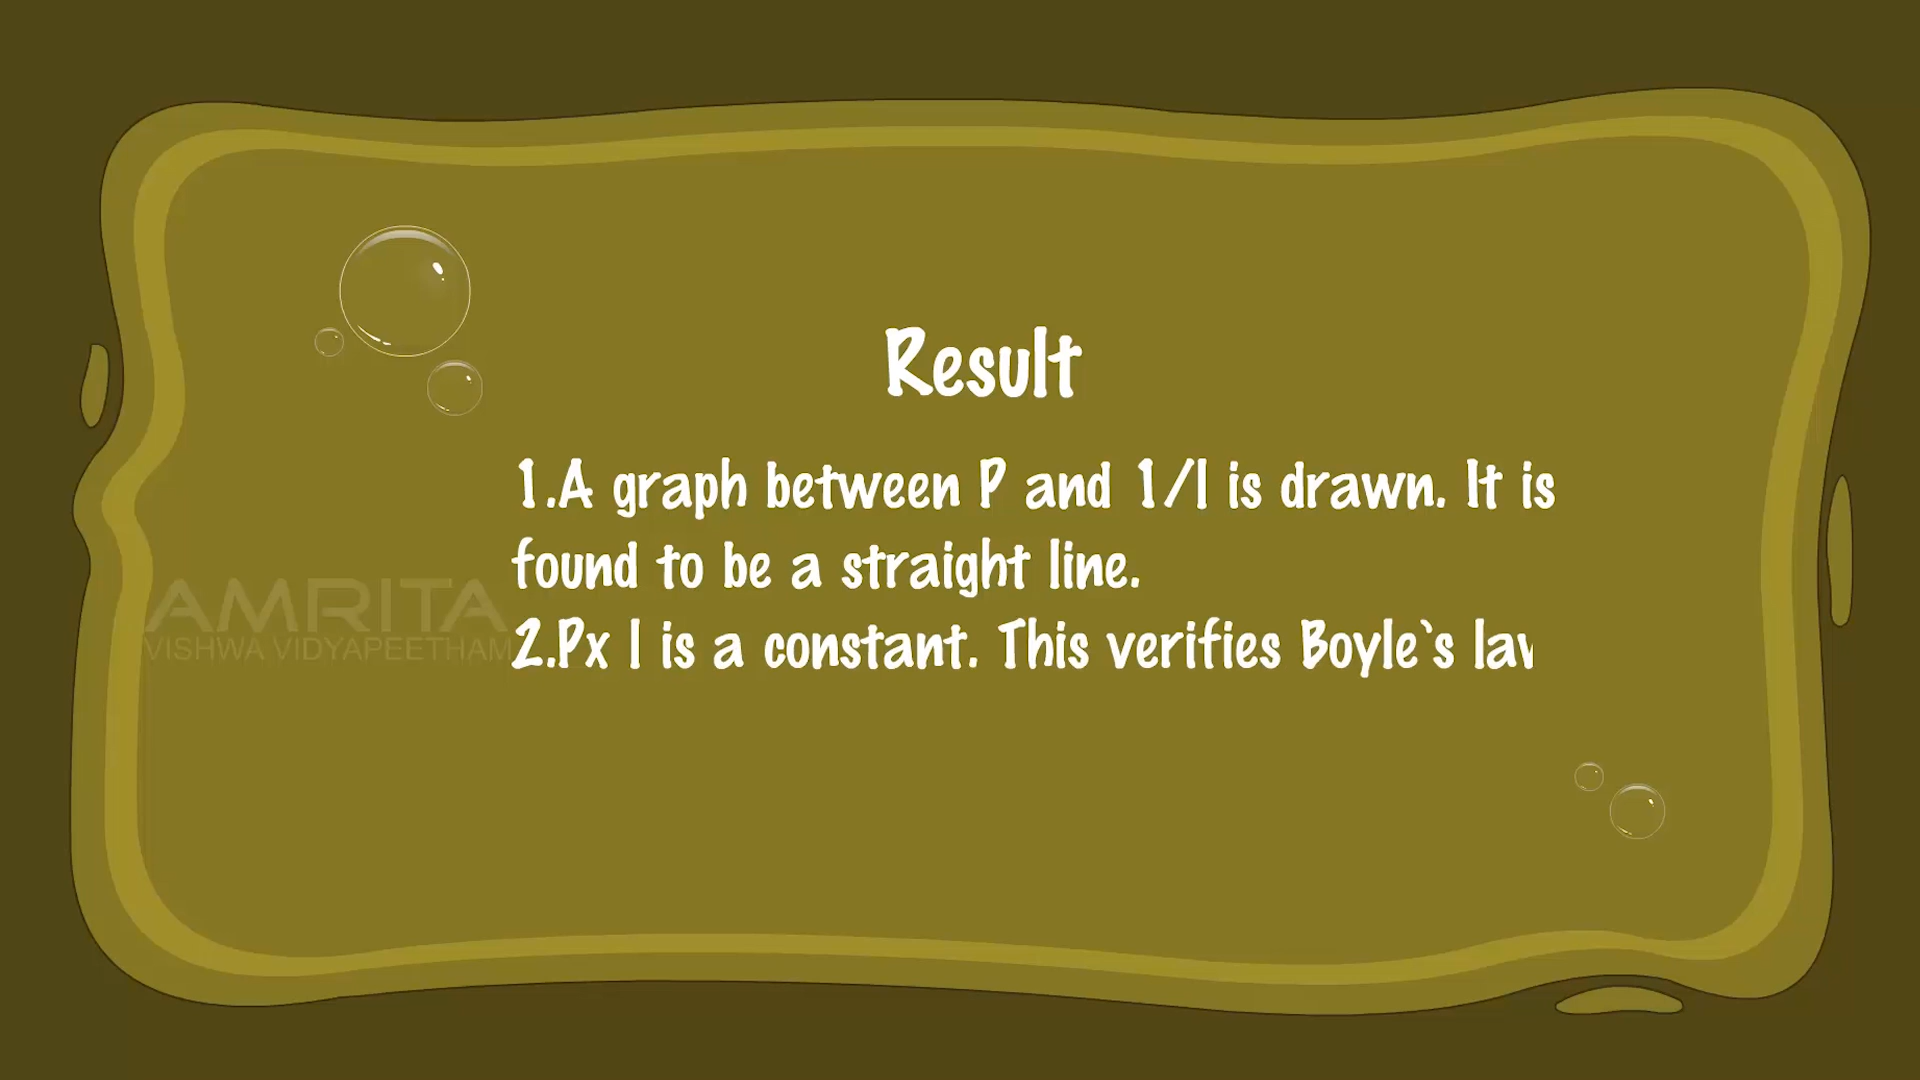 Result
1.A graph between P and 1/l is drawn. It is
found to be a straight line.
AMRITA
VISHWA VIDYAPEETHAM
2.Px l is a constant. This verifies Boyle`s